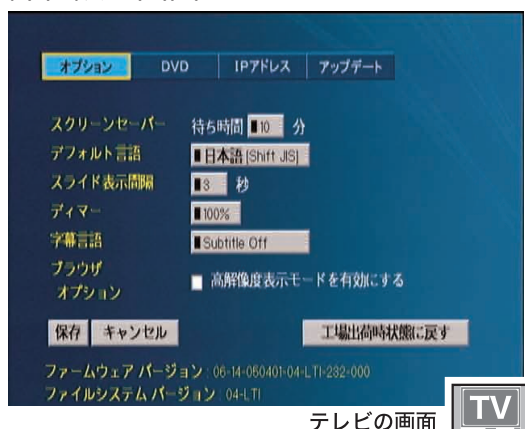 オプション DVD IPアドレス アップデート
スクリーンセーバー 待ち時間 10 分
デフォルト言語 日本語 [Shift JIS]
スライド表示間隔 3 秒
ディマー 100%
字幕言語 Subtitle Off
ブラウザ
オプション 高解像度表示モードを有効にする
保存 キャンセル 工場出荷時状態に戻す
ファームウェア バージョン : 06-14-050401-04-LTI-232-000
ファイルシステム バージョン : 04-LTI
テレビの画面 TV